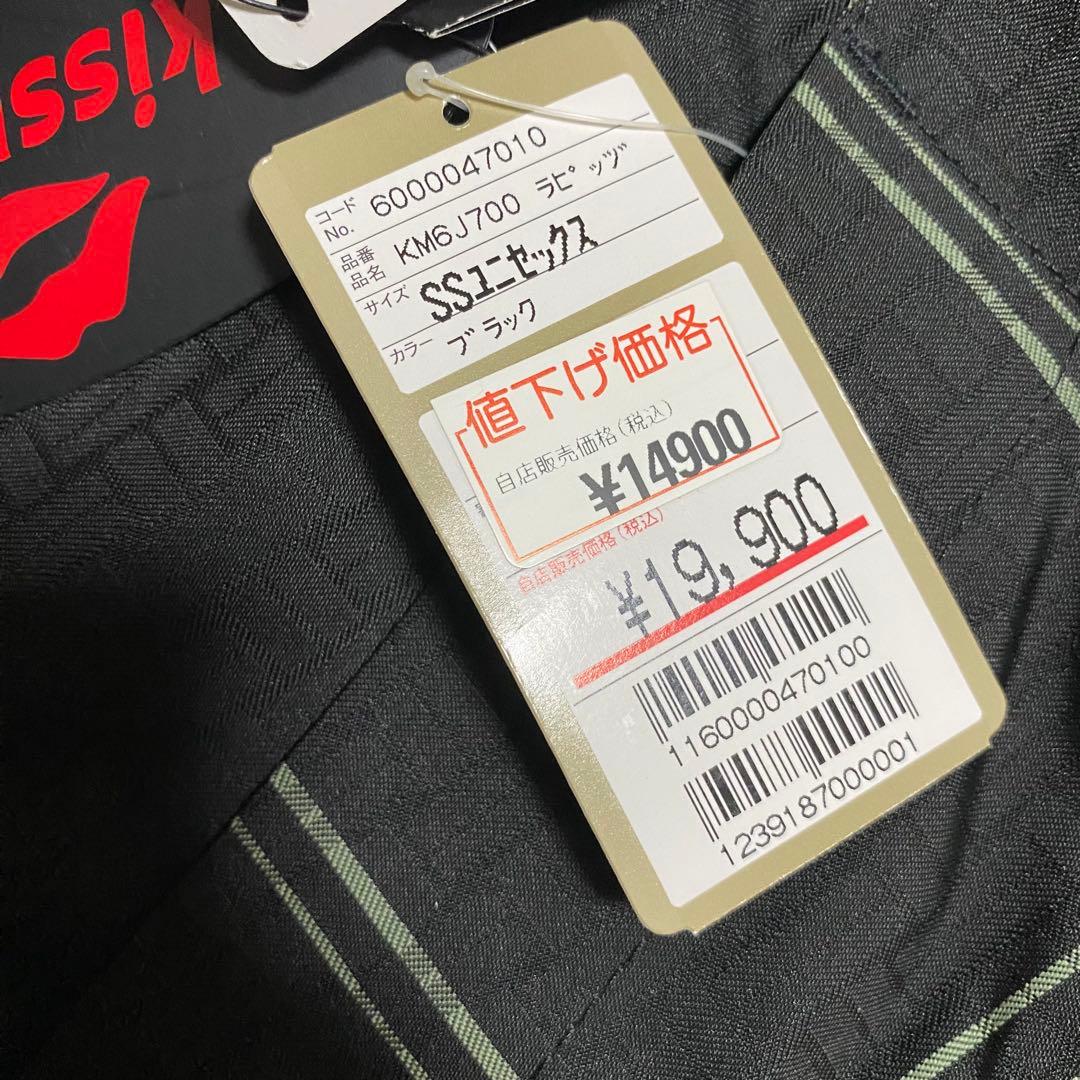 kiss
コード
No.
6000047010
品番
品名
KM6J700 ラピッヅ
サイズ
SSユニセックス
カラー
ブラック
値下げ価格
自店販売価格(税込)
¥14900
自店販売価格(税込)
¥19,900
1160000470100
1239187000001